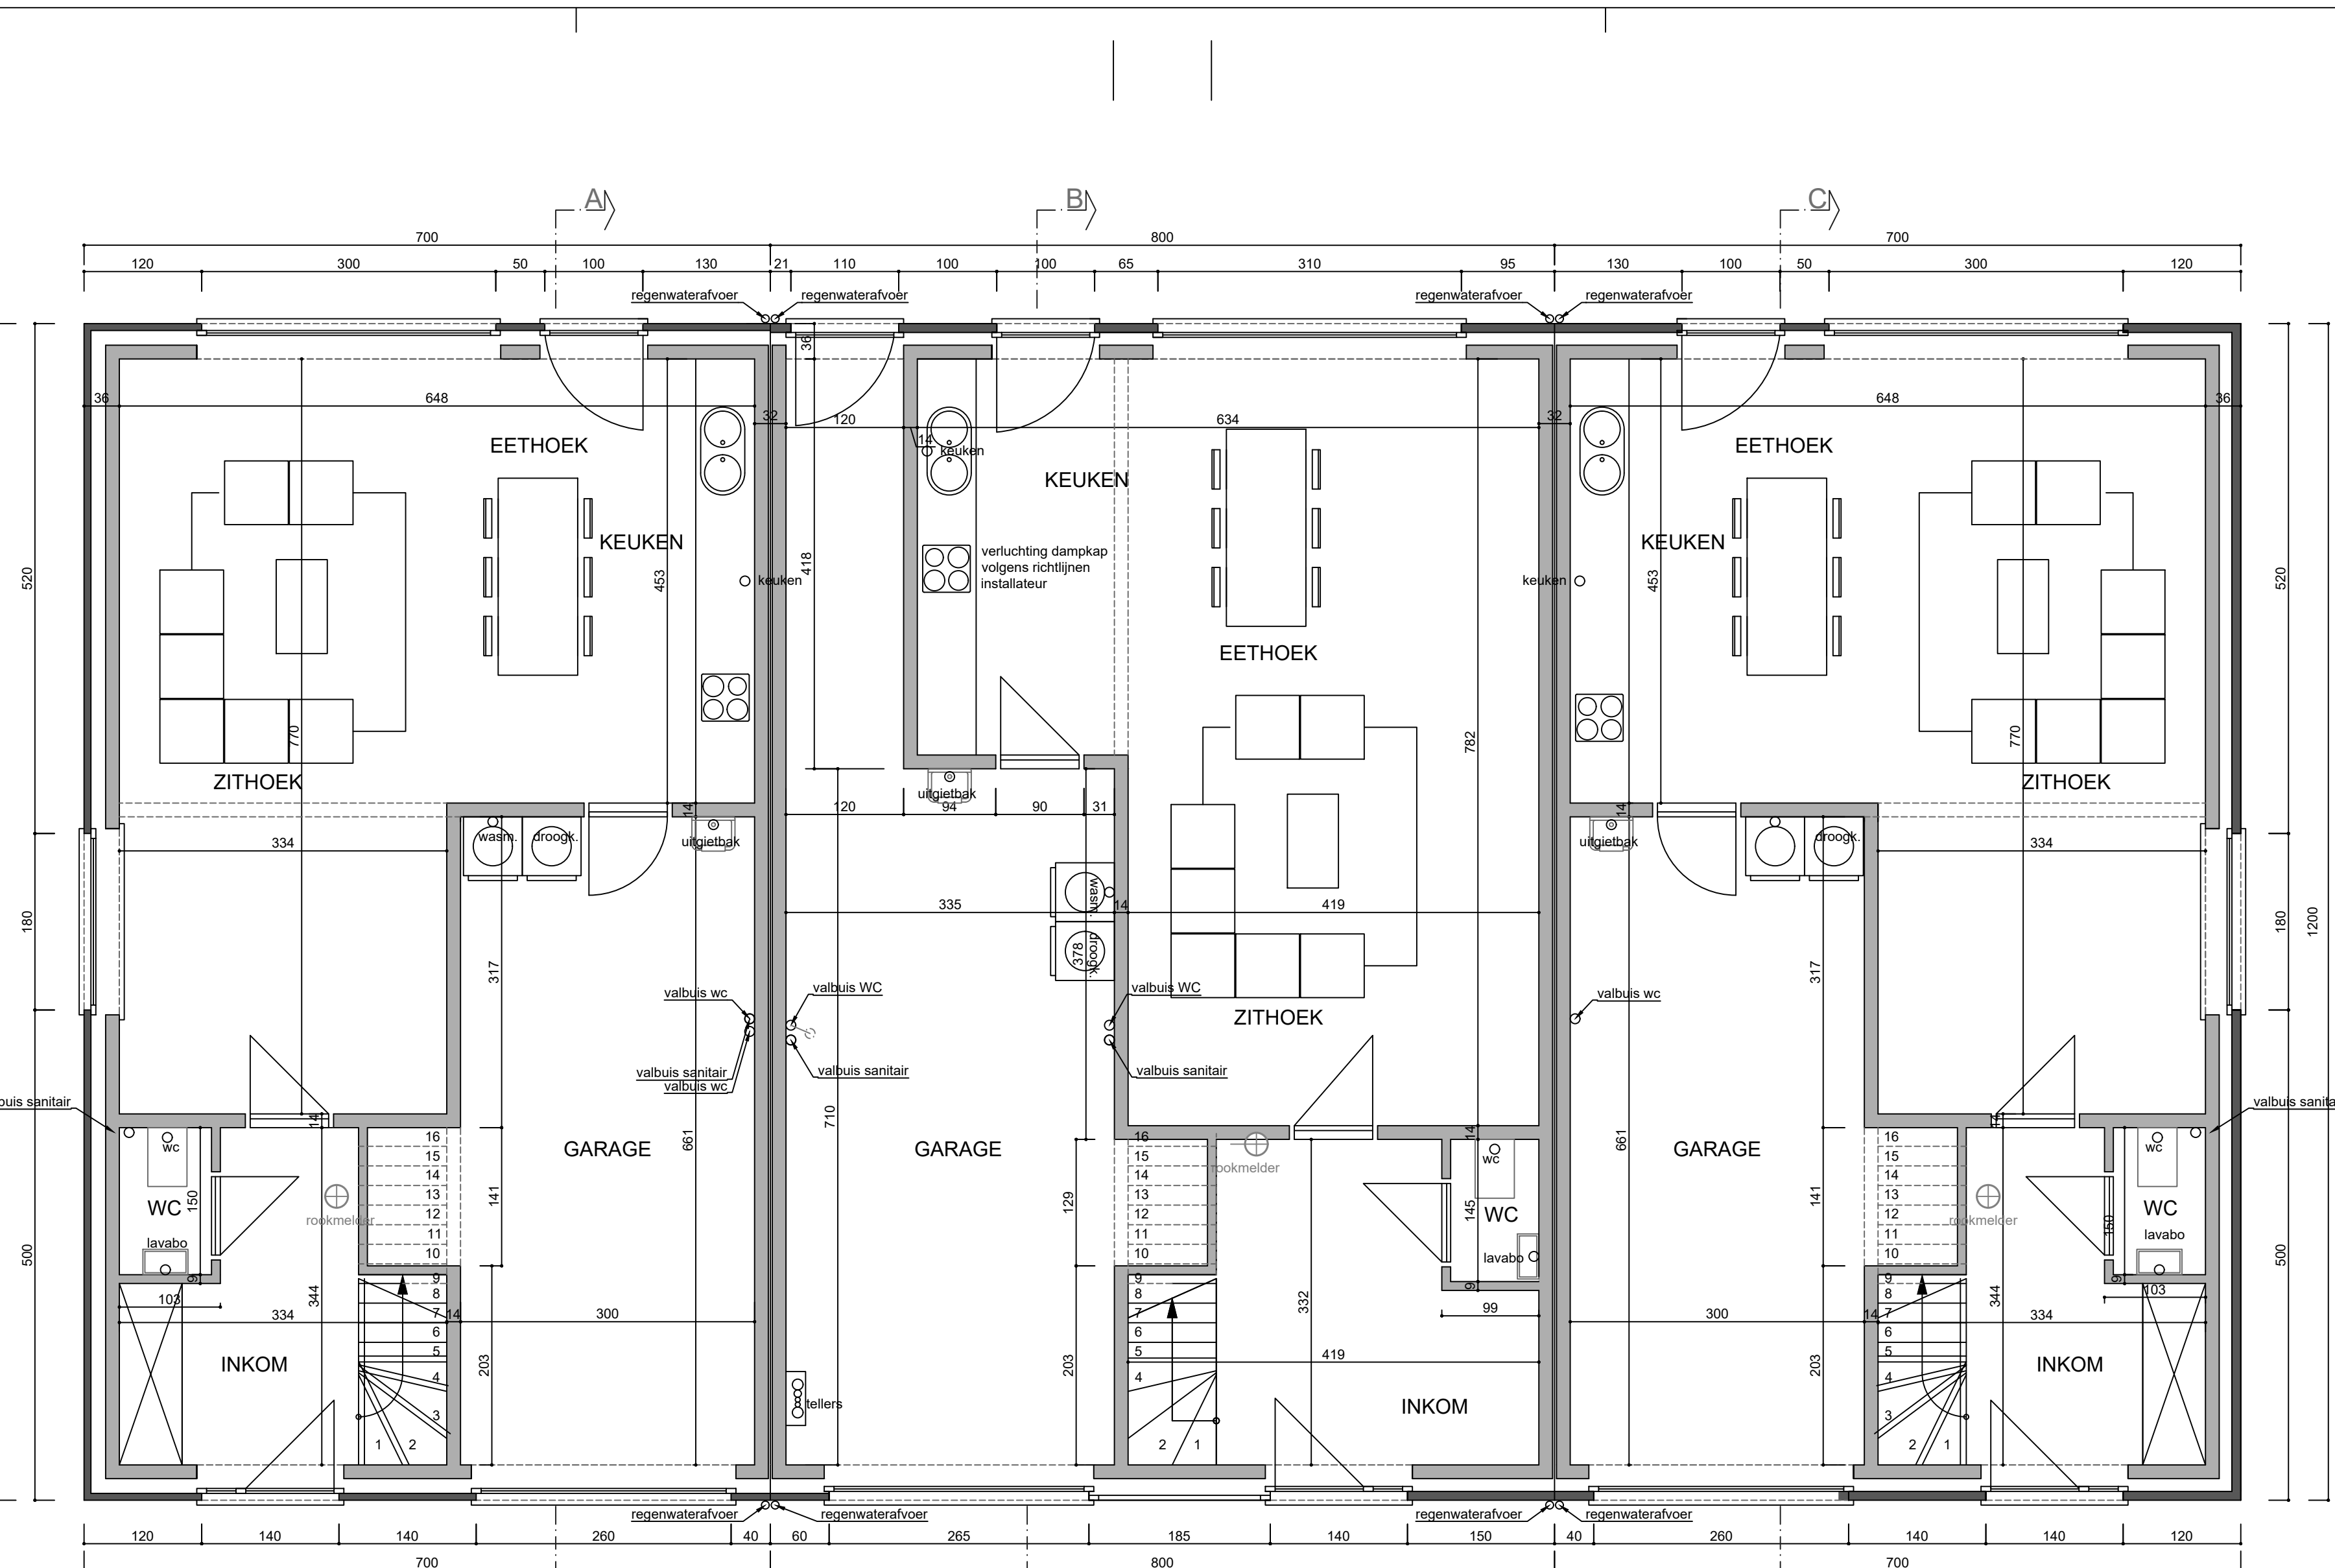 A
B
C
700
800
700
120
300
50
100
130
21
110
100
100
65
310
95
130
100
50
300
120
regenwaterafvoer
regenwaterafvoer
regenwaterafvoer
regenwaterafvoer
36
36
648
32
120
634
32
648
36
EETHOEK
14
keuken
KEUKEN
EETHOEK
KEUKEN
verluchting dampkap
volgens richtlijnen
installateur
KEUKEN
520
453
keuken
418
keuken
453
520
EETHOEK
770
782
770
ZITHOEK
ZITHOEK
uitgietbak
14
120
94
90
31
14
wasm.
droogk.
uitgietbak
uitgietbak
droogk.
334
334
180
335
14
419
wasm.
droogk.
378
180
1200
317
317
valbuis wc
valbuis WC
valbuis WC
valbuis wc
ZITHOEK
valbuis sanitair
valbuis wc
valbuis sanitair
valbuis sanitair
buis sanitair
valbuis sanita
14
710
14
14
wc
16
15
14
13
12
11
10
9
8
7
6
5
4
3
2
1
GARAGE
661
GARAGE
16
15
14
13
12
11
10
9
8
7
6
5
4
2
1
rookmelder
wc
661
GARAGE
16
15
14
13
12
11
10
9
8
7
6
5
4
3
2
1
wc
WC
150
rookmelder
141
129
145
WC
141
rookmelder
150
WC
lavabo
lavabo
lavabo
500
9
344
332
9
344
9
500
103
334
14
300
99
300
14
334
103
INKOM
203
203
419
203
INKOM
tellers
INKOM
regenwaterafvoer
regenwaterafvoer
regenwaterafvoer
regenwaterafvoer
120
140
140
260
40
60
265
185
140
150
40
260
140
140
120
700
800
700